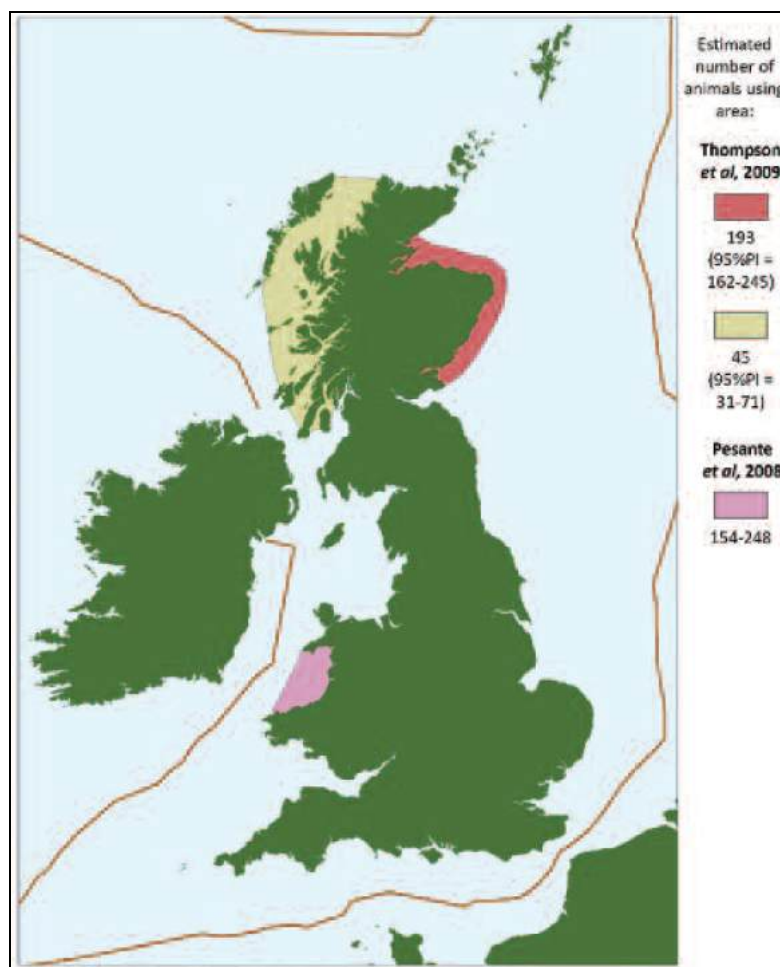 Estimated
number of
animals using
area:
Thompson
et al, 2009
193
(95%PI =
162-245)
45
(95%PI =
31-71)
Pesante
et al, 2008
154-248